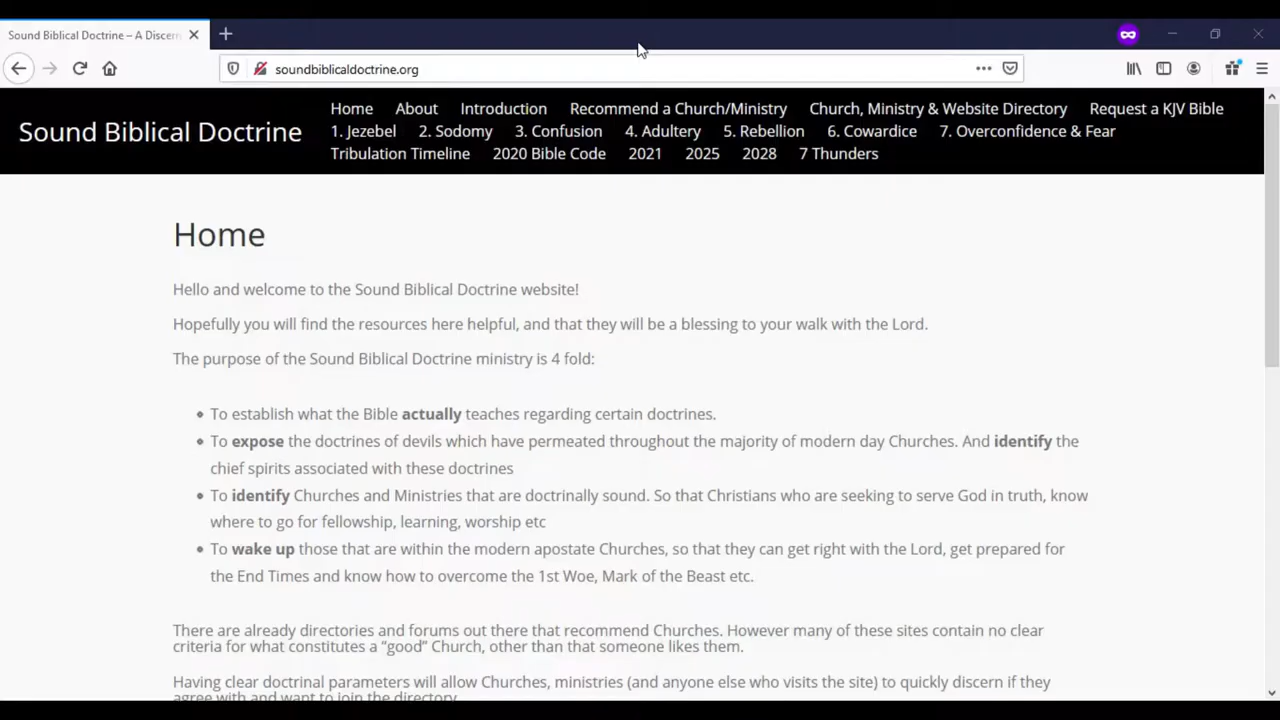 Sound Biblical Doctrine – A Discern
soundbiblicaldoctrine.org
Sound Biblical Doctrine
Home About Introduction Recommend a Church/Ministry Church, Ministry & Website Directory Request a KJV Bible
1. Jezebel 2. Sodomy 3. Confusion 4. Adultery 5. Rebellion 6. Cowardice 7. Overconfidence & Fear
Tribulation Timeline 2020 Bible Code 2021 2025 2028 7 Thunders
Home
Hello and welcome to the Sound Biblical Doctrine website!
Hopefully you will find the resources here helpful, and that they will be a blessing to your walk with the Lord.
The purpose of the Sound Biblical Doctrine ministry is 4 fold:
• To establish what the Bible actually teaches regarding certain doctrines.
• To expose the doctrines of devils which have permeated throughout the majority of modern day Churches. And identify the
chief spirits associated with these doctrines
• To identify Churches and Ministries that are doctrinally sound. So that Christians who are seeking to serve God in truth, know
where to go for fellowship, learning, worship etc
• To wake up those that are within the modern apostate Churches, so that they can get right with the Lord, get prepared for
the End Times and know how to overcome the 1st Woe, Mark of the Beast etc.
There are already directories and forums out there that recommend Churches. However many of these sites contain no clear
criteria for what constitutes a “good” Church, other than that someone likes them.
Having clear doctrinal parameters will allow Churches, ministries (and anyone else who visits the site) to quickly discern if they
agree with and want to join the directory.